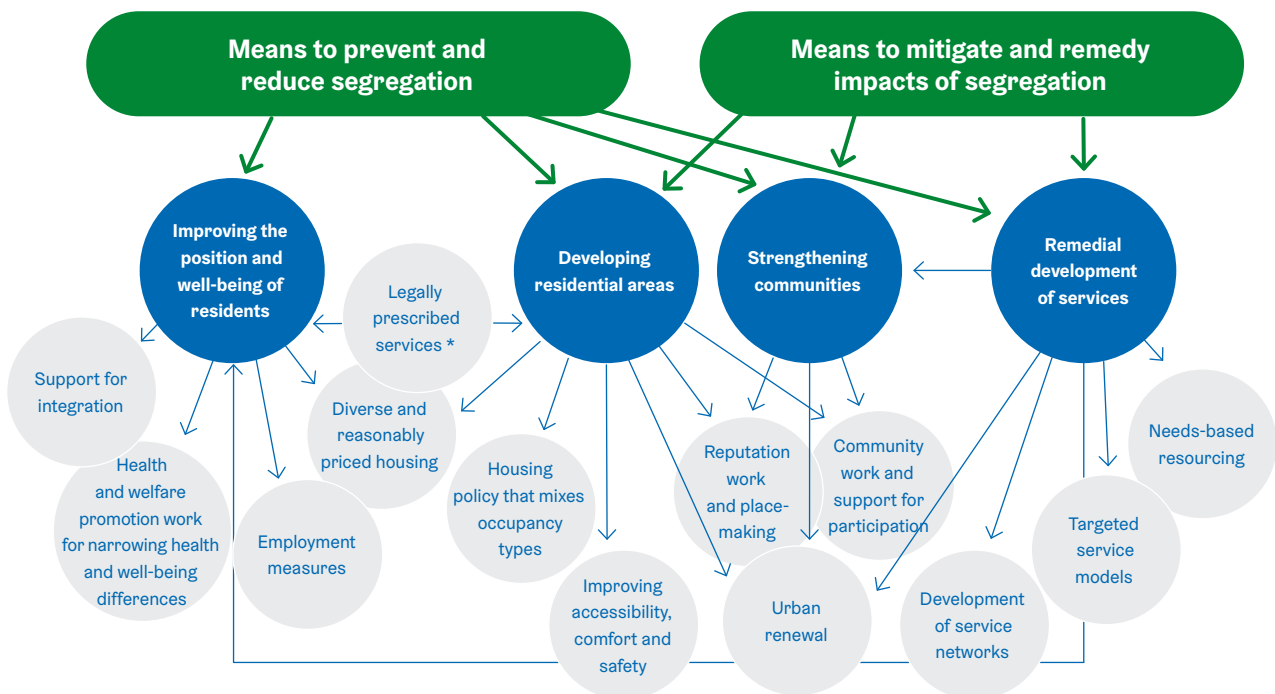 Means to prevent and
reduce segregation
Means to mitigate and remedy
impacts of segregation
Improving the
position and
well-being of
residents
Developing
residential areas
Strengthening
communities
Remedial
development
of services
Legally
prescribed
services *
Support for
integration
Health
and welfare
promotion work
for narrowing health
and well-being
differences
Employment
measures
Diverse and
reasonably
priced housing
Housing
policy that mixes
occupancy
types
Improving
accessibility,
comfort and
safety
Reputation
work
and place-
making
Urban
renewal
Community
work and
support for
participation
Development
of service
networks
Targeted
service
models
Needs-based
resourcing